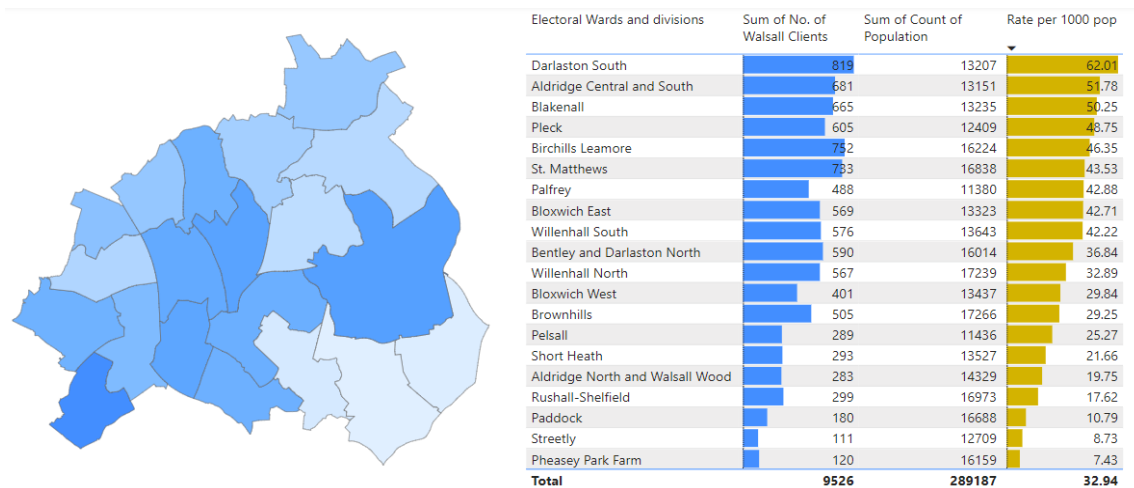 Electoral Wards and divisions Sum of No. of Walsall Clients Sum of Count of Population Rate per 1000 pop
Darlaston South 819 13207 62.01
Aldridge Central and South 681 13151 51.78
Blakenall 665 13235 50.25
Pleck 605 12409 48.75
Birchills Leamore 752 16224 46.35
St. Matthews 733 16838 43.53
Palfrey 488 11380 42.88
Bloxwich East 569 13323 42.71
Willenhall South 576 13643 42.22
Bentley and Darlaston North 590 16014 36.84
Willenhall North 567 17239 32.89
Bloxwich West 401 13437 29.84
Brownhills 505 17266 29.25
Pelsall 289 11436 25.27
Short Heath 293 13527 21.66
Aldridge North and Walsall Wood 283 14329 19.75
Rushall-Shelfield 299 16973 17.62
Paddock 180 16688 10.79
Streetly 111 12709 8.73
Pheasey Park Farm 120 16159 7.43
Total 9526 289187 32.94